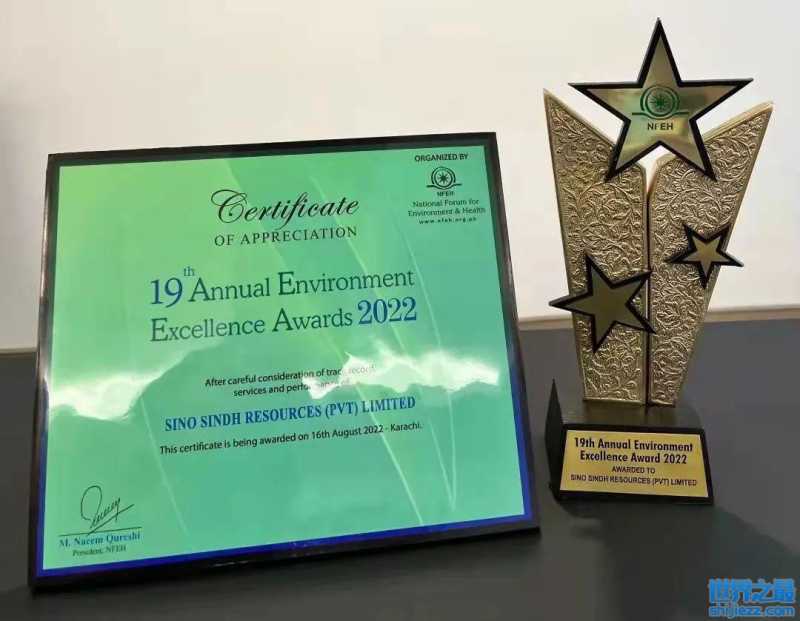 ORGANIZED BY
NFEH
National Forum for
Environment & Health
www.nfeh.org.pk
Certificate
OF APPRECIATION
19th Annual Environment
Excellence Awards 2022
After careful consideration of track record,
services and performance of
SINO SINDH RESOURCES (PVT) LIMITED
This certificate is being awarded on 16th August 2022 - Karachi.
M. Naeem Qureshi
President, NFEH
NFEH
19th Annual Environment
Excellence Award 2022
AWARDED TO
SINO SINDH RESOURCES (PVT) LIMITED
世界之最
shijiezz.com